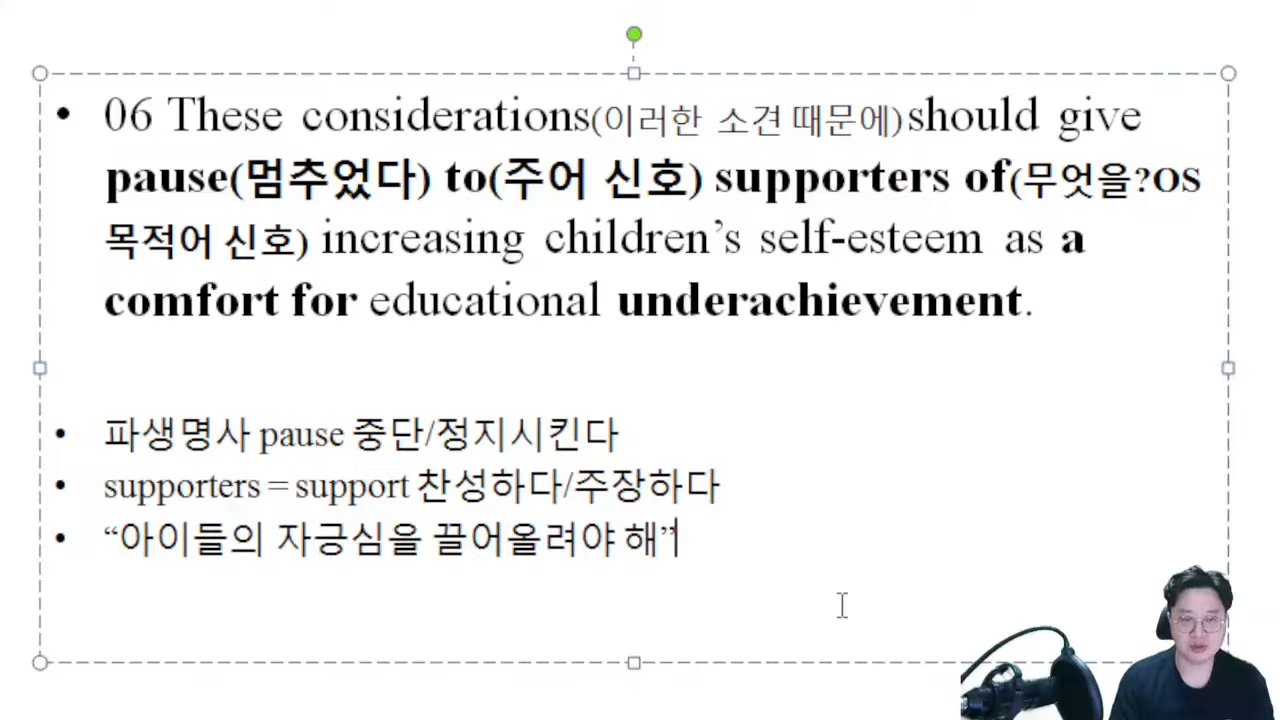 • 06 These considerations(이러한 소견 때문에)should give
pause(멈추었다) to(주어 신호) supporters of(무엇을?OS
목적어 신호) increasing children’s self-esteem as a
comfort for educational underachievement.
• 파생명사 pause 중단/정지시킨다
• supporters = support 찬성하다/주장하다
• “아이들의 자긍심을 끌어올려야 해”